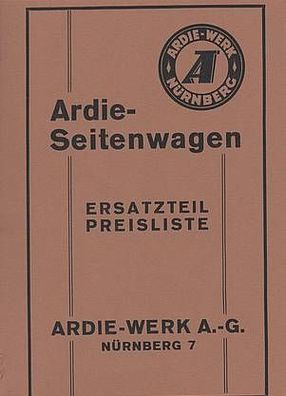 ARDIE-WERK
A
NÜRNBERG
Ardie-
Seitenwagen
ERSATZTEIL
PREISLISTE
ARDIE-WERK A.-G.
NÜRNBERG 7